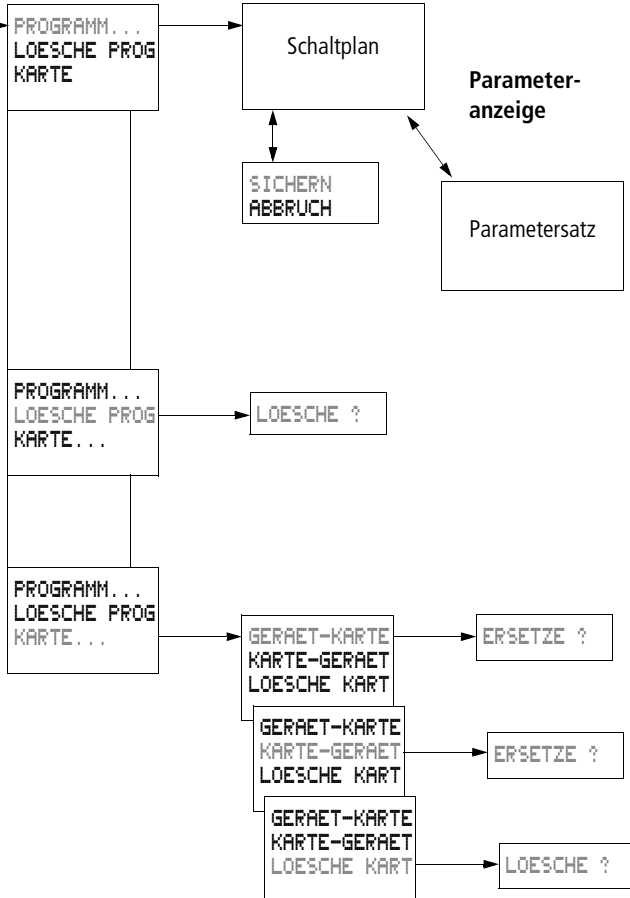 PROGRAMM...
LOESCHE PROG
KARTE
Schaltplan
Parameter-
anzeige
SICHERN
ABBRUCH
Parametersatz
PROGRAMM...
LOESCHE PROG
KARTE...
LOESCHE ?
PROGRAMM...
LOESCHE PROG
KARTE...
GERAET-KARTE
KARTE-GERAET
LOESCHE KART
ERSETZE ?
GERAET-KARTE
KARTE-GERAET
LOESCHE KART
ERSETZE ?
GERAET-KARTE
KARTE-GERAET
LOESCHE KART
LOESCHE ?